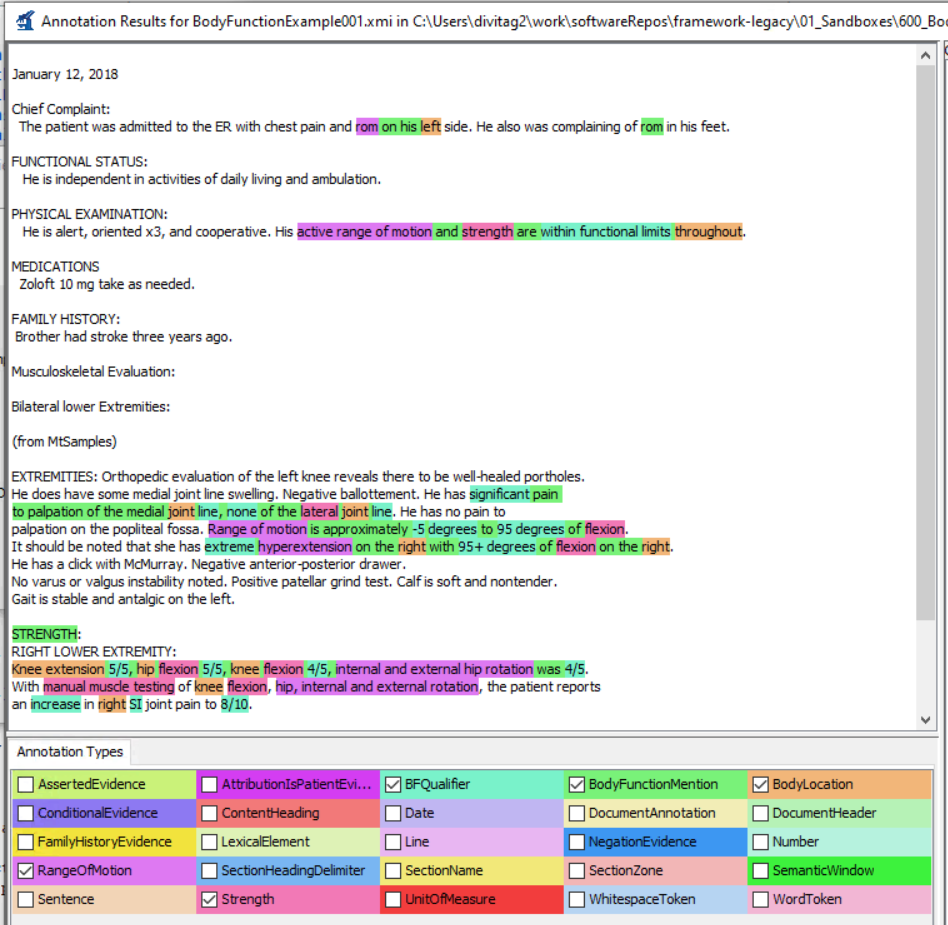 Annotation Results for BodyFunctionExample001.xmi in C:\Users\divitag2\work\softwareRepos\framework-legacy\01_Sandboxes\600_Bo
January 12, 2018
Chief Complaint:
The patient was admitted to the ER with chest pain and rom on his left side. He also was complaining of rom in his feet.
FUNCTIONAL STATUS:
He is independent in activities of daily living and ambulation.
PHYSICAL EXAMINATION:
He is alert, oriented x3, and cooperative. His active range of motion and strength are within functional limits throughout.
MEDICATIONS
Zoloft 10 mg take as needed.
FAMILY HISTORY:
Brother had stroke three years ago.
Musculoskeletal Evaluation:
Bilateral lower Extremities:
(from MtSamples)
EXTREMITIES: Orthopedic evaluation of the left knee reveals there to be well-healed portholes.
He does have some medial joint line swelling. Negative ballottement. He has significant pain
to palpation of the medial joint line, none of the lateral joint line. He has no pain to
palpation on the popliteal fossa. Range of motion is approximately -5 degrees to 95 degrees of flexion.
It should be noted that she has extreme hyperextension on the right with 95+ degrees of flexion on the right.
He has a click with McMurray. Negative anterior-posterior drawer.
No varus or valgus instability noted. Positive patellar grind test. Calf is soft and nontender.
Gait is stable and antalgic on the left.
STRENGTH:
RIGHT LOWER EXTREMITY:
Knee extension 5/5, hip flexion 5/5, knee flexion 4/5, internal and external hip rotation was 4/5.
With manual muscle testing of knee flexion, hip, internal and external rotation, the patient reports
an increase in right SI joint pain to 8/10.
Annotation Types
AssertedEvidence AttributionIsPatientEvi... BFQualifier BodyFunctionMention BodyLocation
ConditionalEvidence ContentHeading Date DocumentAnnotation DocumentHeader
FamilyHistoryEvidence LexicalElement Line NegationEvidence Number
RangeOfMotion SectionHeadingDelimiter SectionName SectionZone SemanticWindow
Sentence Strength UnitOfMeasure WhitespaceToken WordToken